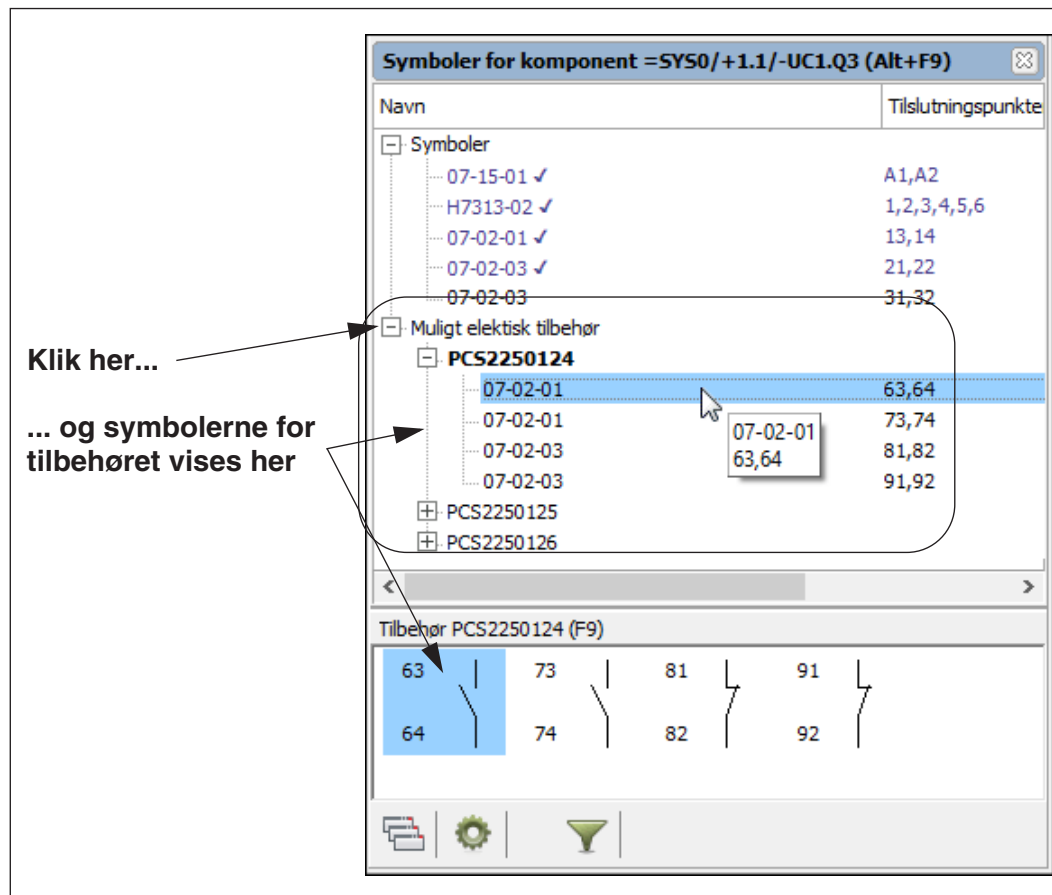 Symboler for komponent =SYS0/+1.1/-UC1.Q3 (Alt+F9)
Navn Tilslutningspunkte
Symboler
07-15-01 ✓ A1,A2
H7313-02 ✓ 1,2,3,4,5,6
07-02-01 ✓ 13,14
07-02-03 ✓ 21,22
07-02-03 31,32
Muligt elektisk tilbehør
Klik her...
PCS2250124
07-02-01 63,64
... og symbolerne for
tilbehøret vises her
07-02-01 73,74
07-02-03 81,82
07-02-03 91,92
07-02-01
63,64
PCS2250125
PCS2250126
Tilbehør PCS2250124 (F9)
63 73 81 91
64 74 82 92